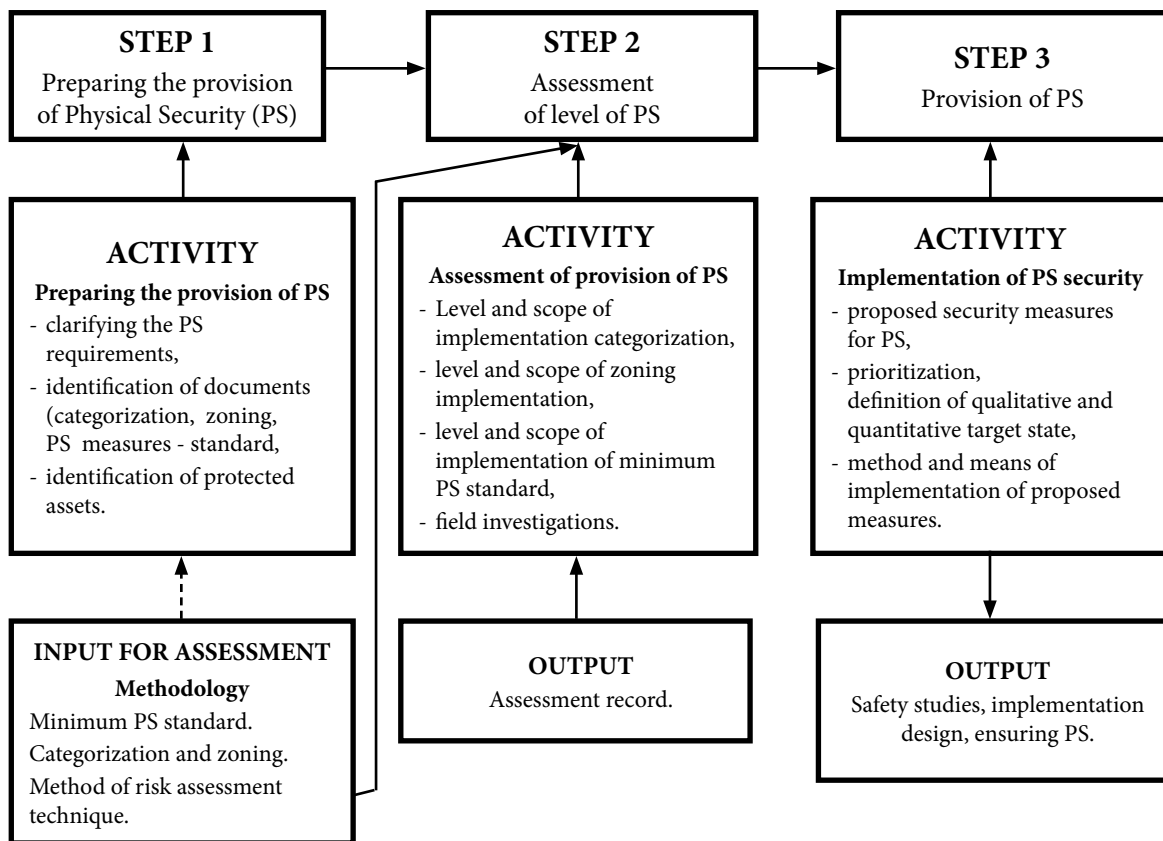 STEP 1
Preparing the provision
of Physical Security (PS)
STEP 2
Assessment
of level of PS
STEP 3
Provision of PS
ACTIVITY
Preparing the provision of PS
- clarifying the PS
requirements,
- identification of documents
(categorization, zoning,
PS measures - standard,
- identification of protected
assets.
ACTIVITY
Assessment of provision of PS
- Level and scope of
implementation categorization,
- level and scope of zoning
implementation,
- level and scope of
implementation of minimum
PS standard,
- field investigations.
ACTIVITY
Implementation of PS security
- proposed security measures
for PS,
- prioritization,
definition of qualitative and
quantitative target state,
- method and means of
implementation of proposed
measures.
INPUT FOR ASSESSMENT
Methodology
Minimum PS standard.
Categorization and zoning.
Method of risk assessment
technique.
OUTPUT
Assessment record.
OUTPUT
Safety studies, implementation
design, ensuring PS.